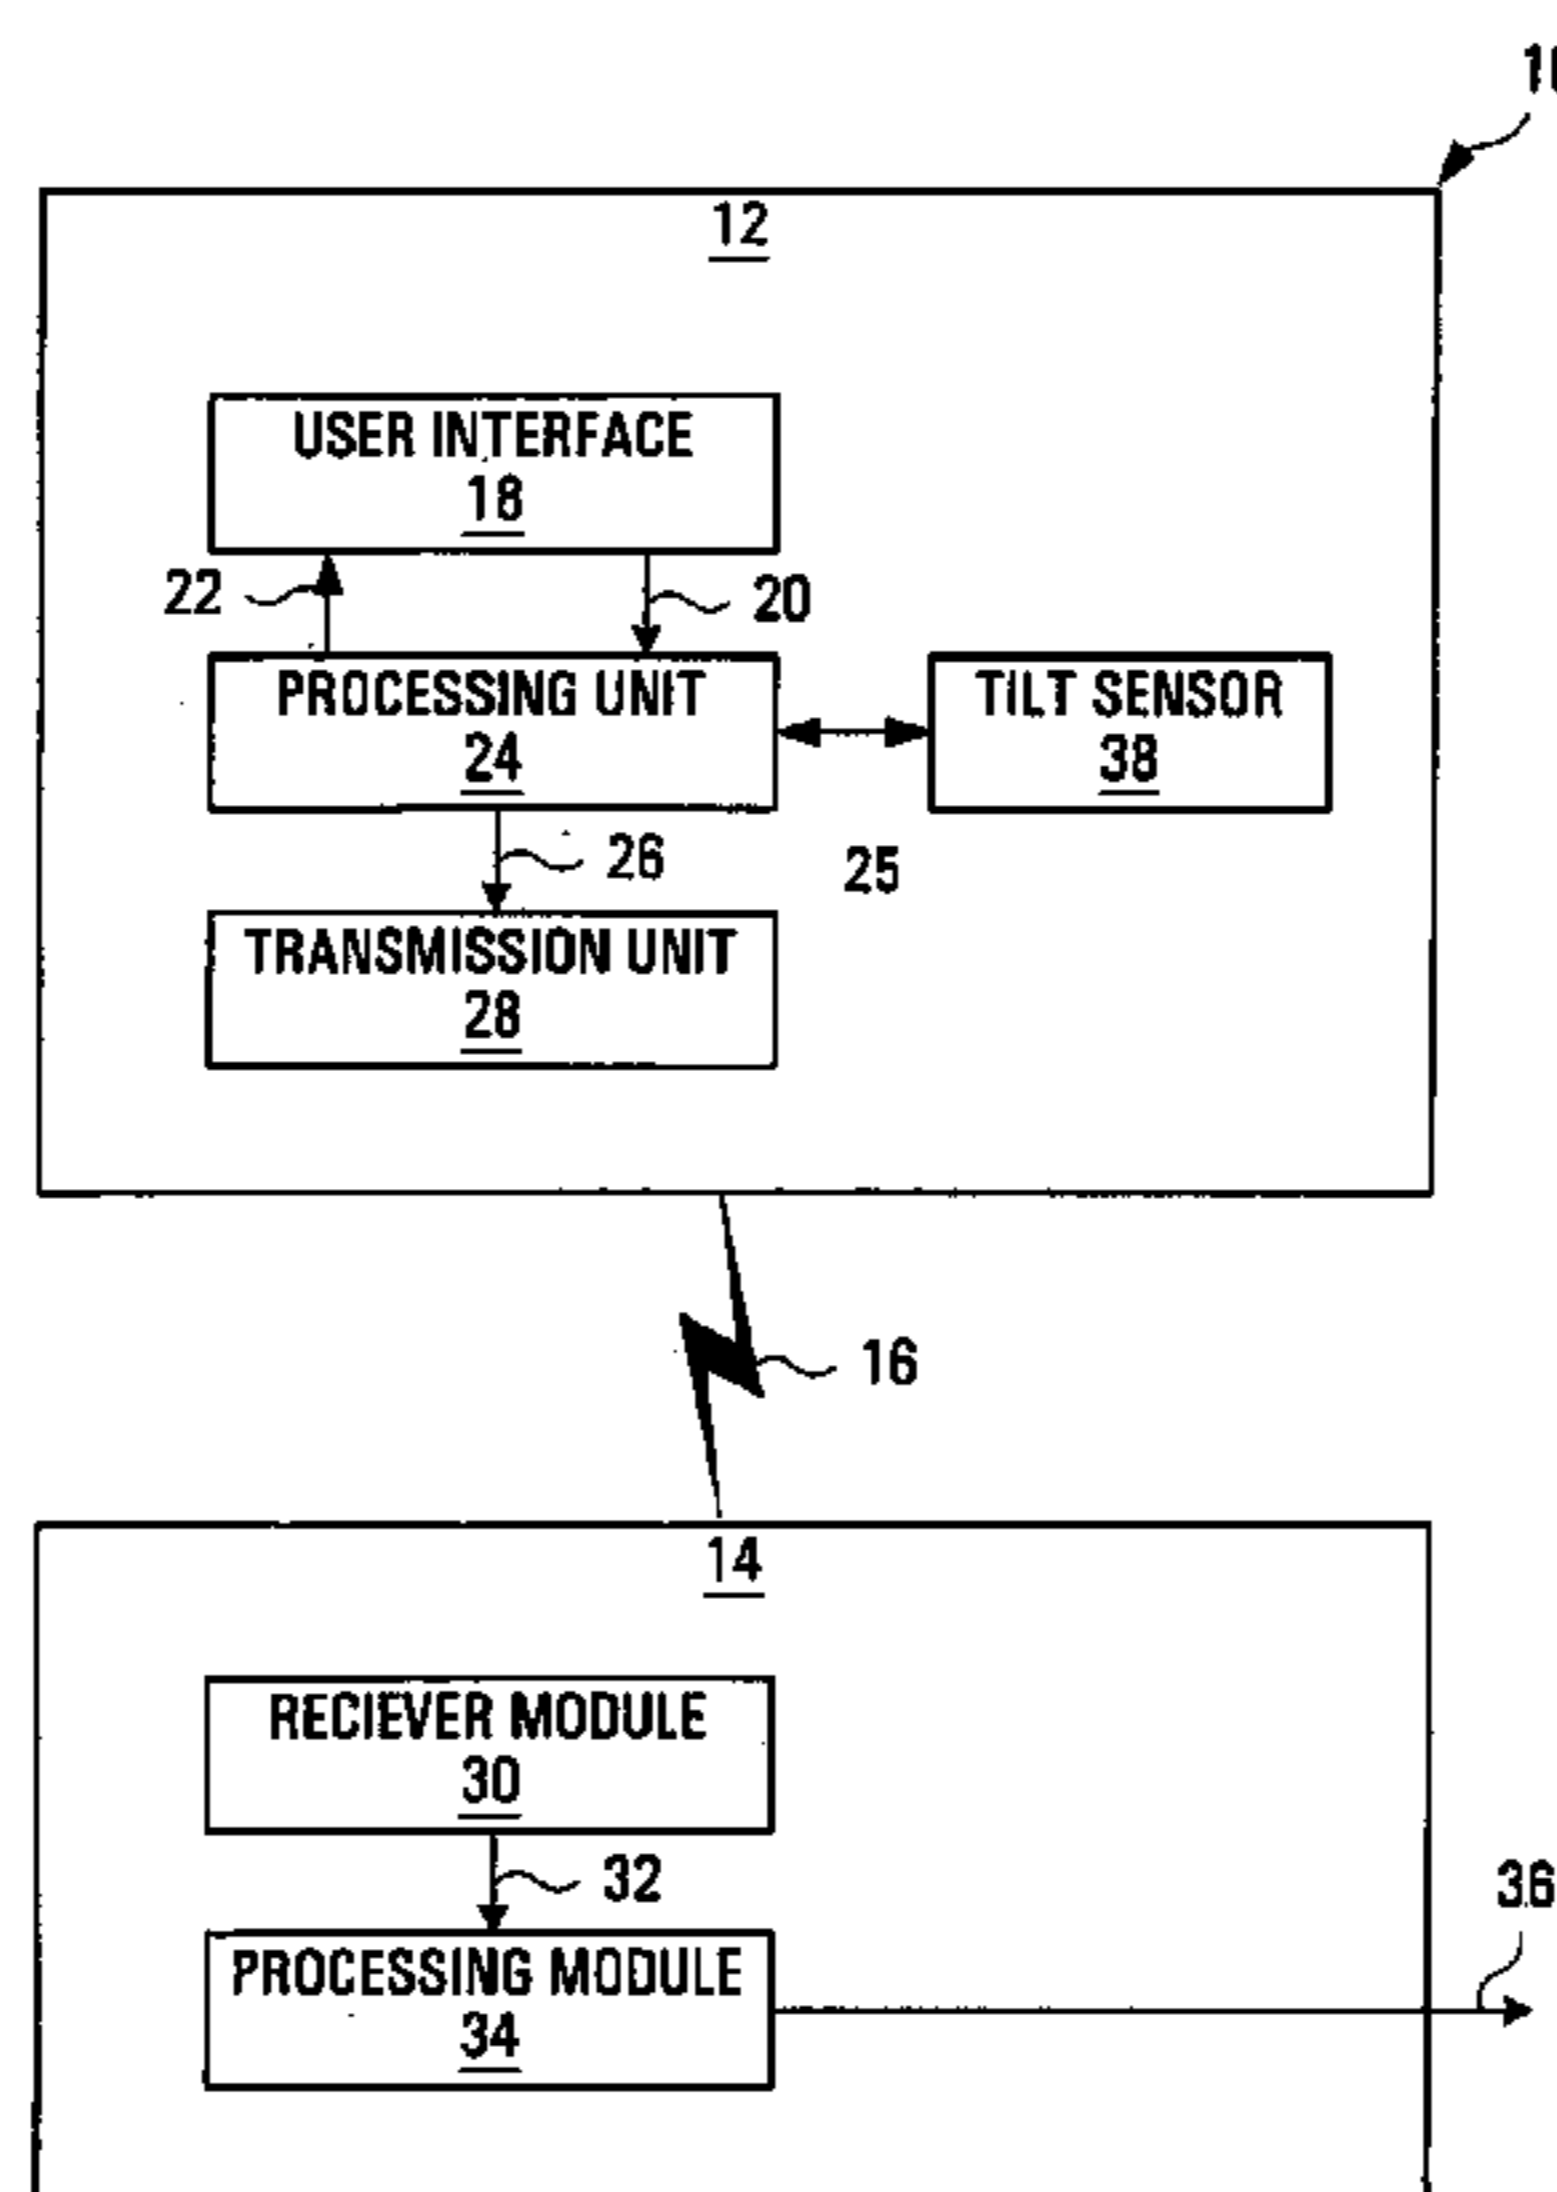 12
USER INTERFACE
18
22
20
PROCESSING UNIT
24
TILT SENSOR
38
26
25
TRANSMISSION UNIT
28
16
14
RECIEVER MODULE
30
32
36
PROCESSING MODULE
34